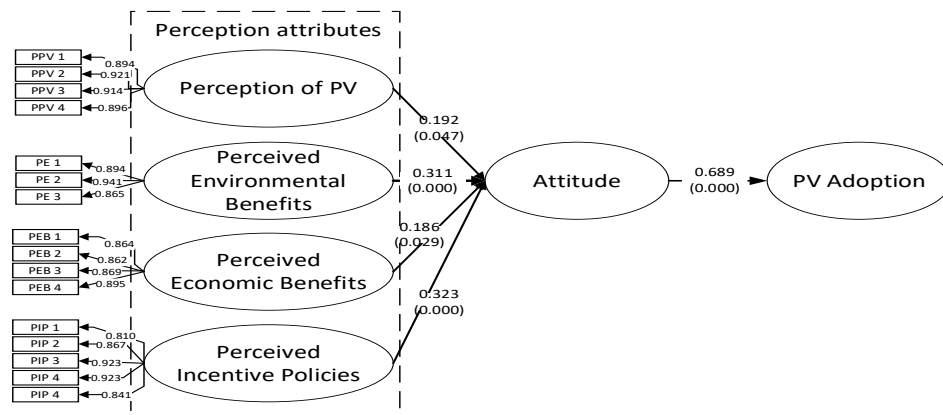 Perception attributes
PPV 1
PPV 2
PPV 3
PPV 4
0.894
0.921
0.914
0.896
Perception of PV
PE 1
PE 2
PE 3
0.894
0.941
0.865
Perceived
Environmental
Benefits
PEB 1
PEB 2
PEB 3
PEB 4
0.864
0.862
0.869
0.895
Perceived
Economic Benefits
PIP 1
PIP 2
PIP 3
PIP 4
PIP 4
0.810
0.867
0.923
0.923
0.841
Perceived
Incentive Policies
0.192
(0.047)
0.311
(0.000)
0.186
(0.029)
0.323
(0.000)
Attitude
0.689
(0.000)
PV Adoption